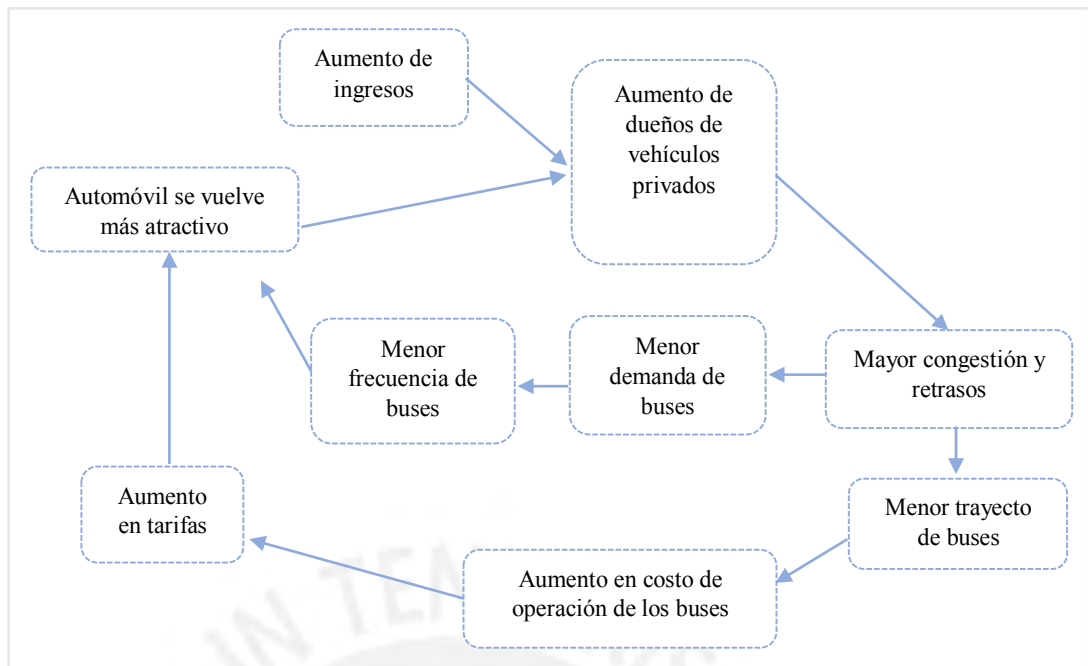 Aumento de
ingresos
Aumento de
dueños de
vehículos
privados
Automóvil se vuelve
más atractivo
Menor
frecuencia de
buses
Menor
demanda de
buses
Mayor congestión y
retrasos
Aumento
en tarifas
Menor trayecto
de buses
Aumento en costo de
operación de los buses
IN TEN